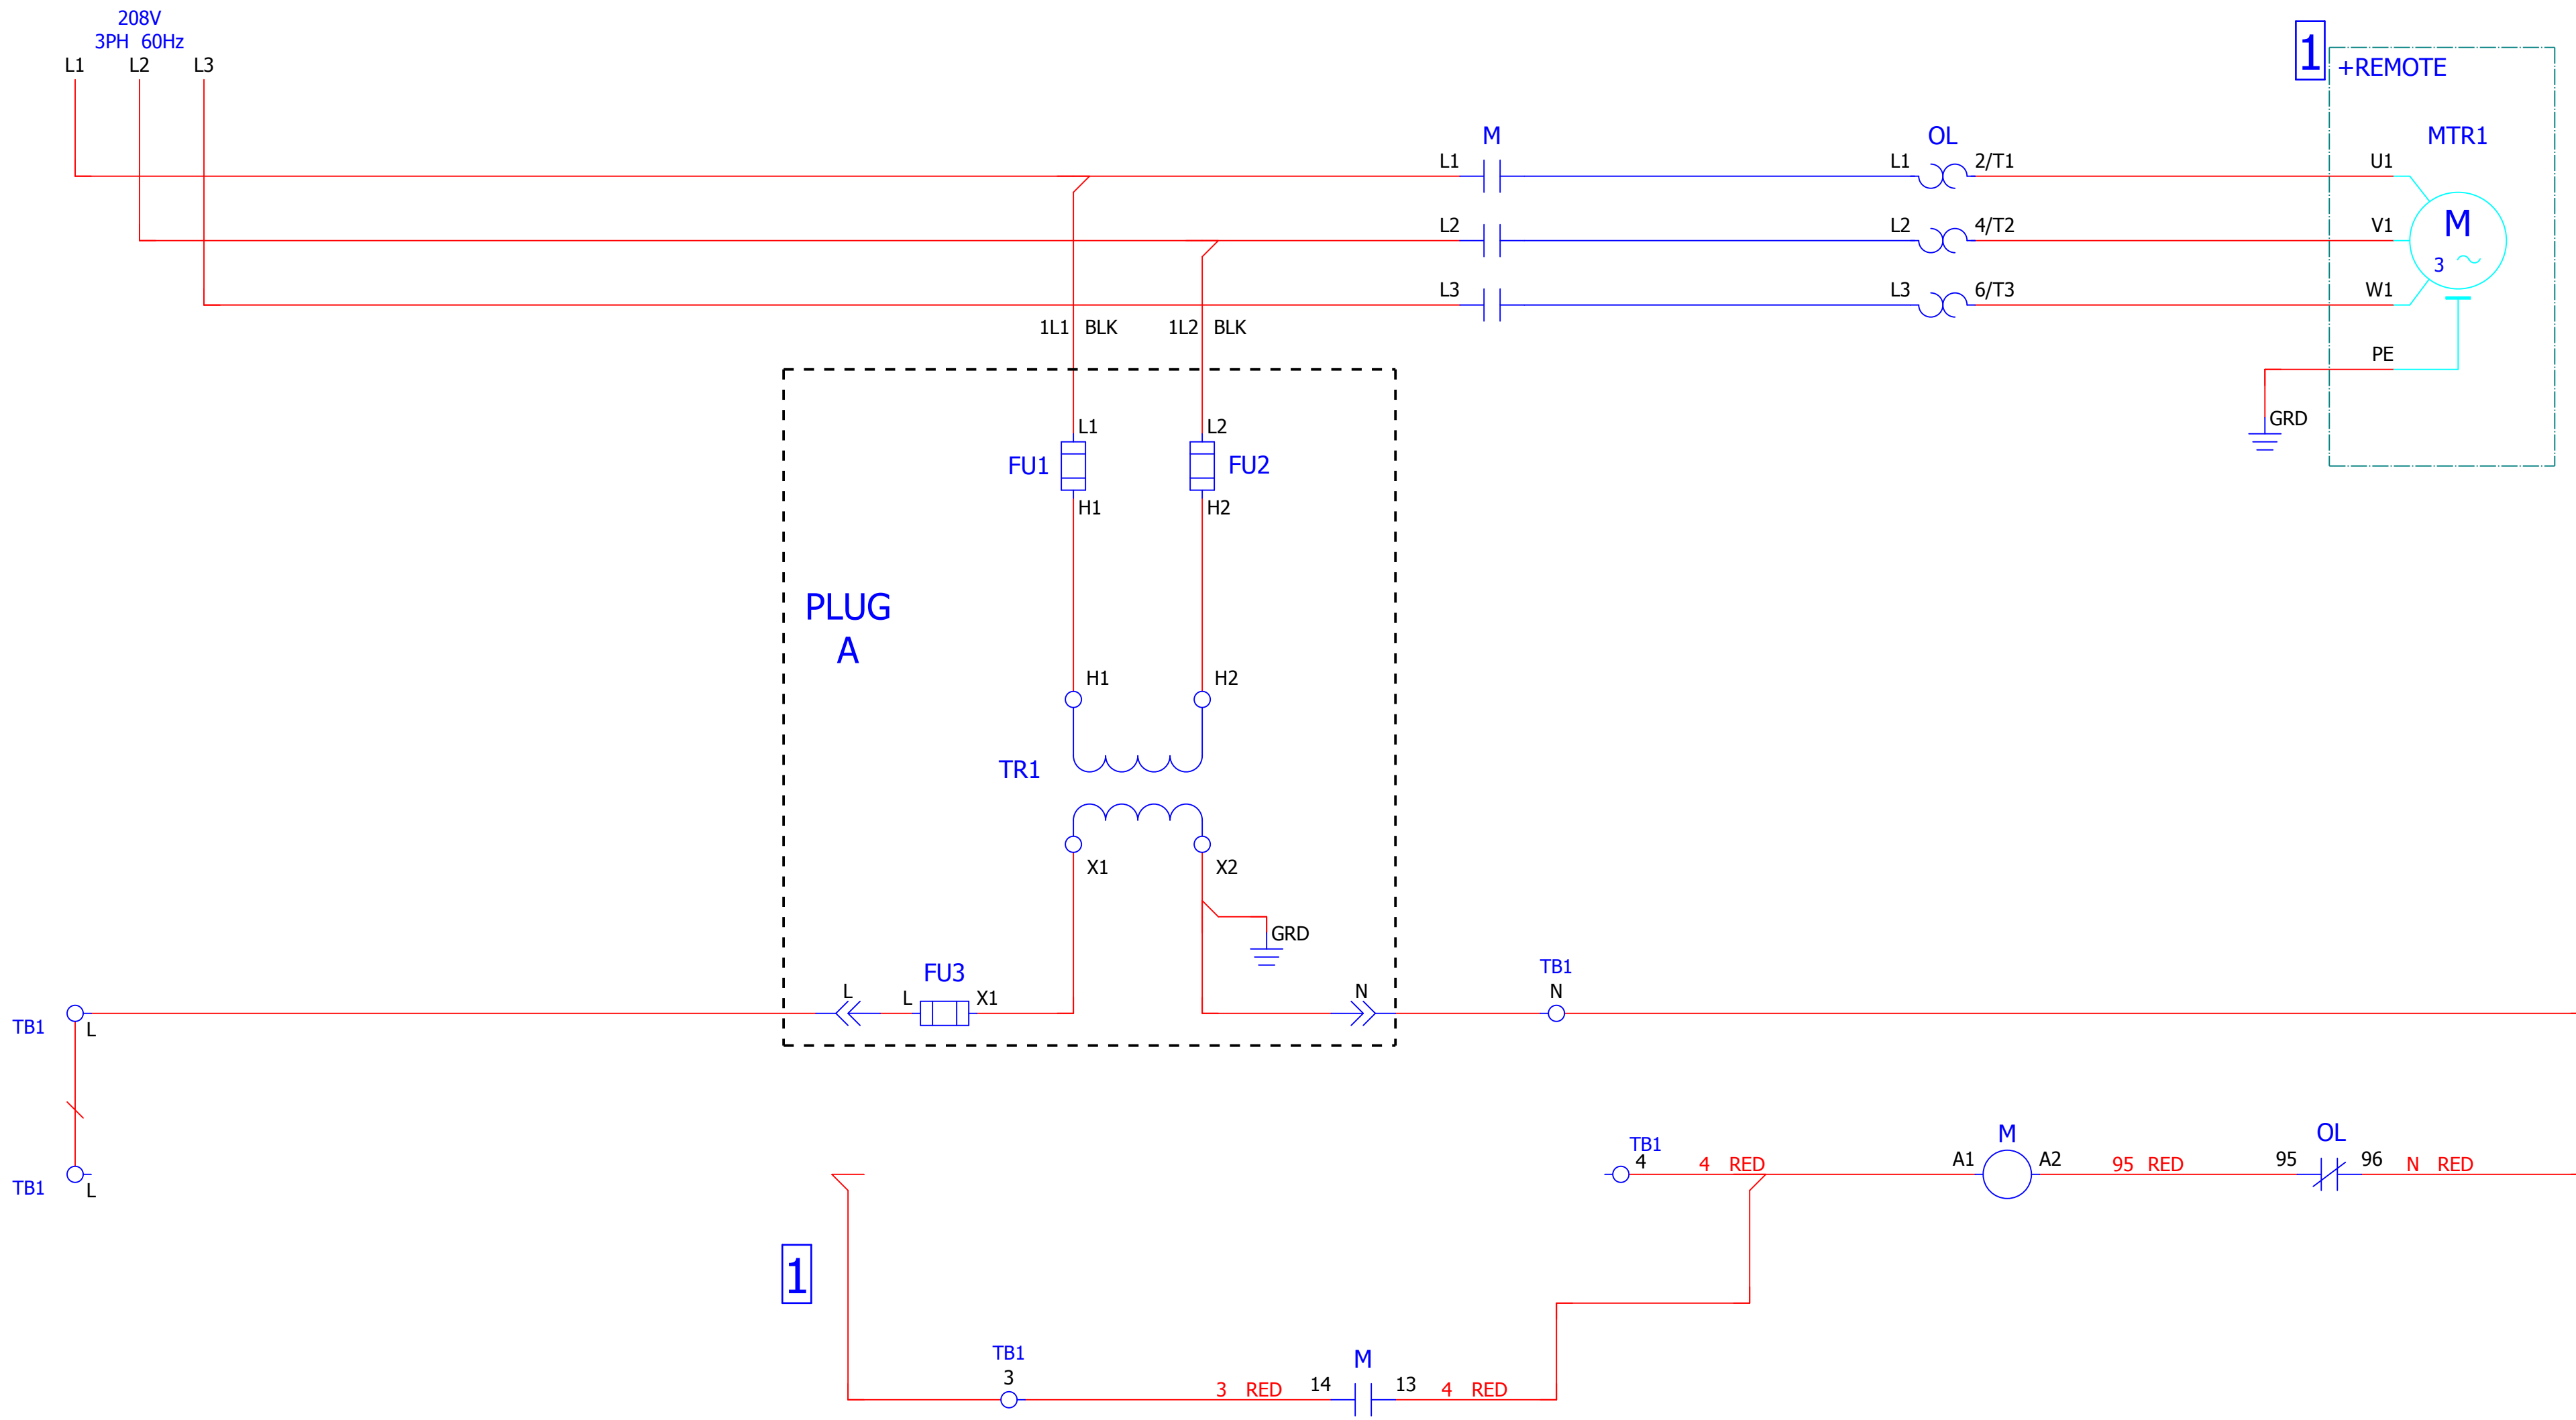 208V
3PH 60Hz
L1 L2 L3
1
+REMOTE
M OL MTR1
L1 L1 2/T1 U1
M
L2 L2 4/T2 V1
3
L3 L3 6/T3 W1
1L1 BLK 1L2 BLK
PE
GRD
L1 L2
FU1 FU2
H1 H2
PLUG
A
H1 H2
TR1
X1 X2
GRD
FU3
L L X1 N
TB1
N
TB1
L
TB1
L
TB1
4
4 RED
M
A1 A2
95 RED
OL
95 96
N RED
1
TB1
3
3 RED
M
14 13
4 RED